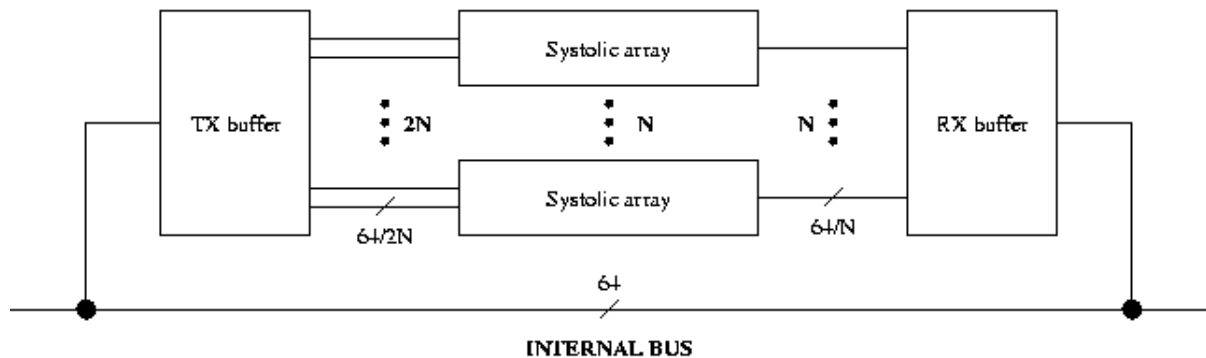 Systolic array
TX buffer
2N
N
N
RX buffer
Systolic array
64/2N
64/N
64
INTERNAL BUS